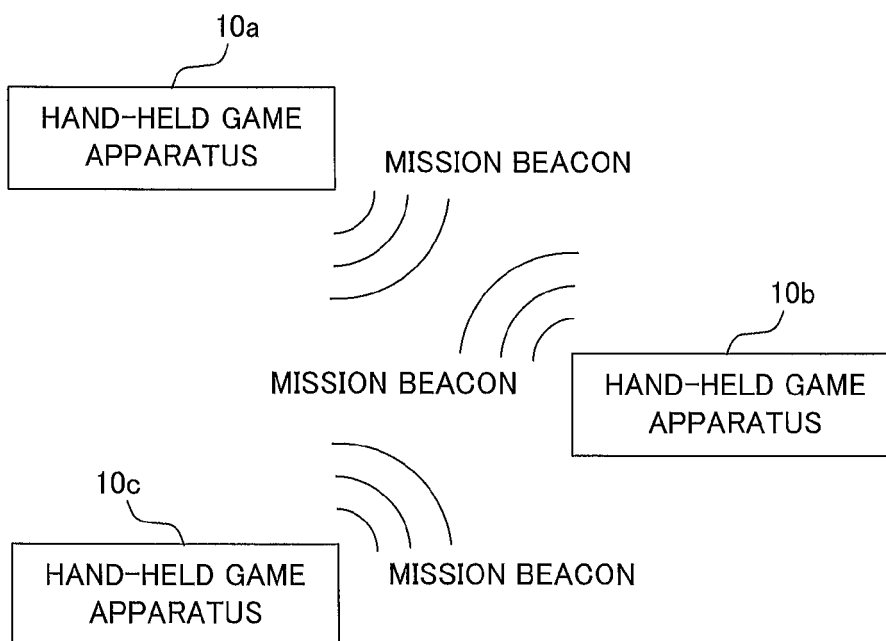 10a
HAND-HELD GAME
APPARATUS
MISSION BEACON
10b
MISSION BEACON
HAND-HELD GAME
APPARATUS
10c
HAND-HELD GAME
APPARATUS
MISSION BEACON